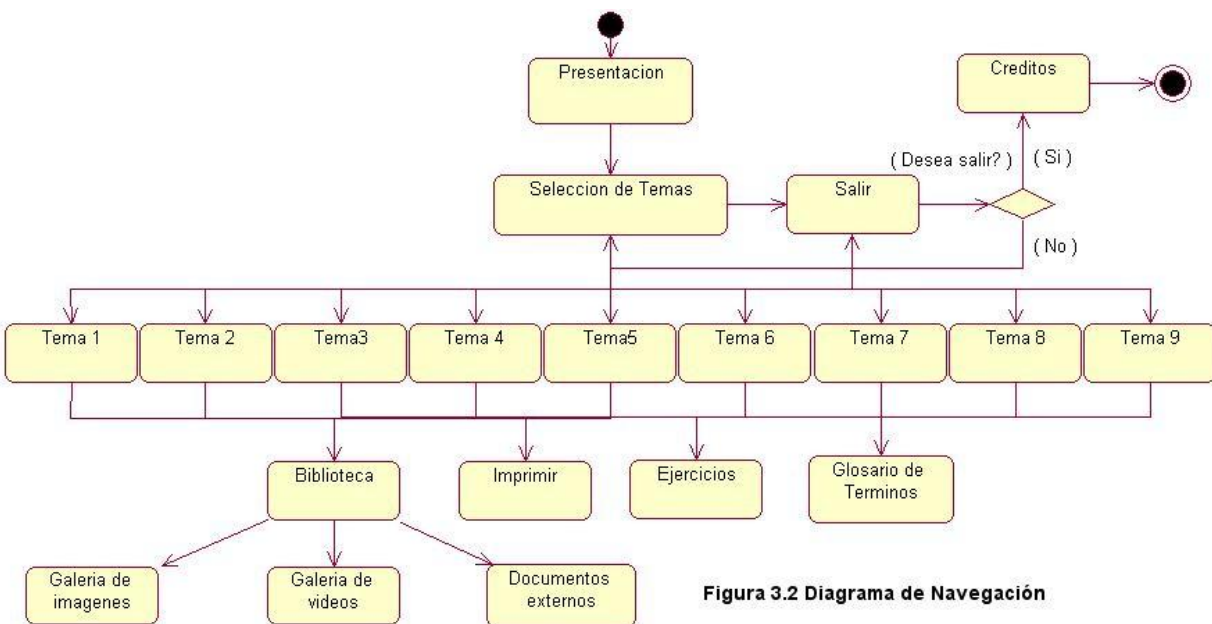 Presentacion
Creditos
( Desea salir? )
( Si )
Seleccion de Temas
Salir
( No )
Tema 1
Tema 2
Tema3
Tema 4
Tema5
Tema 6
Tema 7
Tema 8
Tema 9
Biblioteca
Imprimir
Ejercicios
Glosario de
Terminos
Galeria de
imagenes
Galeria de
videos
Documentos
externos
Figura 3.2 Diagrama de Navegación